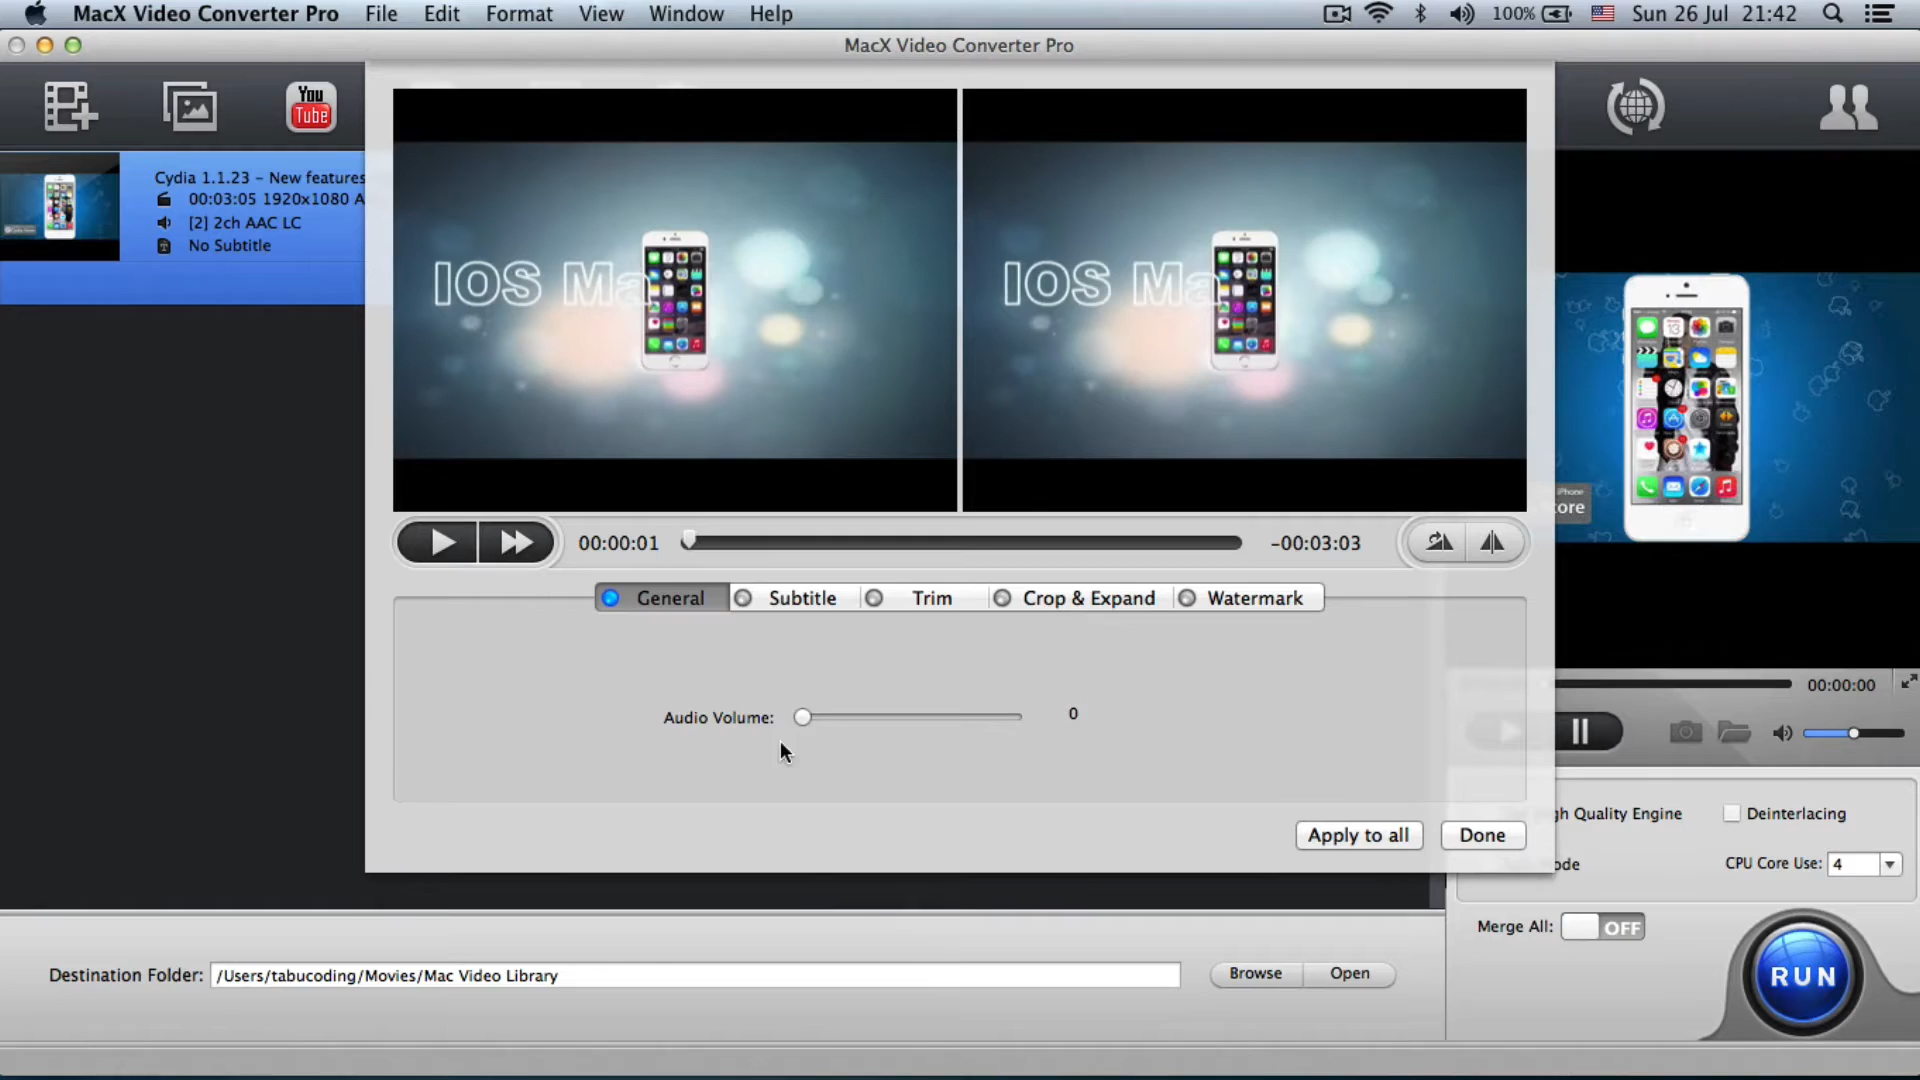 MacX Video Converter Pro File Edit Format View Window Help 100% Sun 26 Jul 21:42
MacX Video Converter Pro
You
Tube
Cydia 1.1.23 - New features
00:03:05 1920x1080 A
[2] 2ch AAC LC
No Subtitle
IOS Ma
IOS Ma
iPhone
ore
00:00:01 -00:03:03
General Subtitle Trim Crop & Expand Watermark
00:00:00
Audio Volume: 0
Apply to all Done
gh Quality Engine Deinterlacing
ode CPU Core Use: 4
Merge All: OFF
Destination Folder: /Users/tabucoding/Movies/Mac Video Library Browse Open
RUN